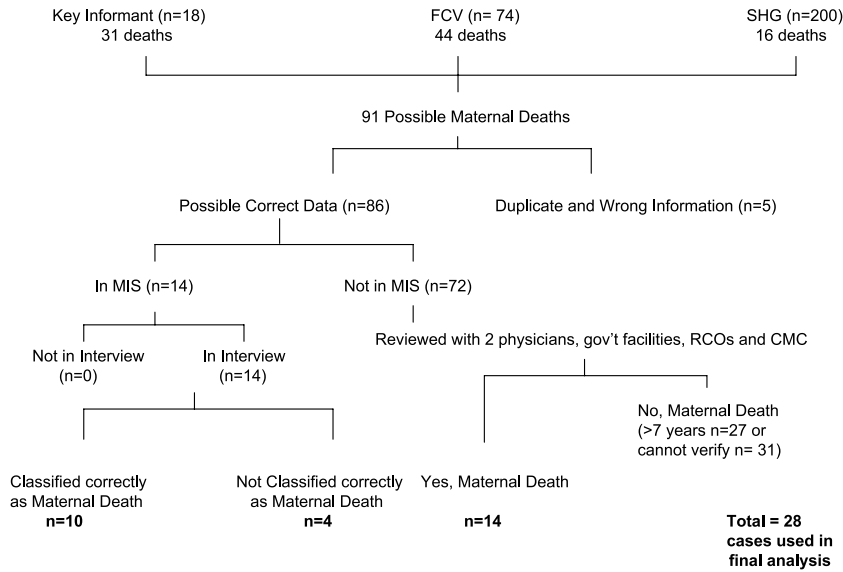 Key Informant (n=18)
31 deaths
FCV (n= 74)
44 deaths
SHG (n=200)
16 deaths
91 Possible Maternal Deaths
Possible Correct Data (n=86)
Duplicate and Wrong Information (n=5)
In MIS (n=14)
Not in MIS (n=72)
Reviewed with 2 physicians, gov't facilities, RCOs and CMC
Not in Interview
(n=0)
In Interview
(n=14)
No, Maternal Death
(>7 years n=27 or
cannot verify n= 31)
Classified correctly
as Maternal Death
n=10
Not Classified correctly
as Maternal Death
n=4
Yes, Maternal Death
n=14
Total = 28
cases used in
final analysis